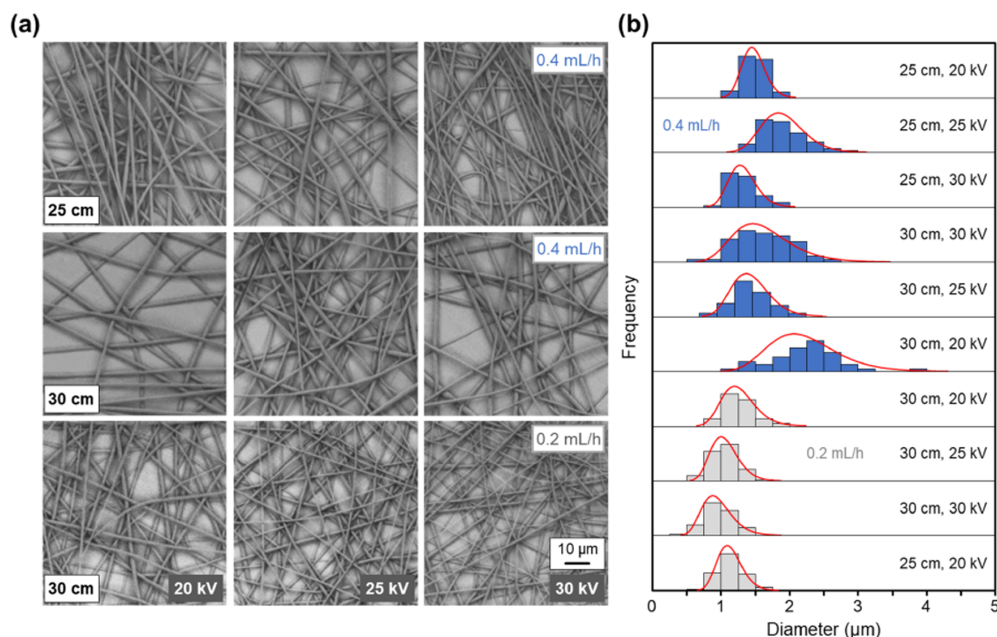 (a)
0.4 mL/h
25 cm
0.4 mL/h
30 cm
0.2 mL/h
10 µm
30 cm
20 kV
25 kV
30 kV
(b)
25 cm, 20 kV
0.4 mL/h
25 cm, 25 kV
25 cm, 30 kV
30 cm, 30 kV
30 cm, 25 kV
30 cm, 20 kV
30 cm, 20 kV
0.2 mL/h
30 cm, 25 kV
30 cm, 30 kV
25 cm, 20 kV
Frequency
0 1 2 3 4 5
Diameter (µm)